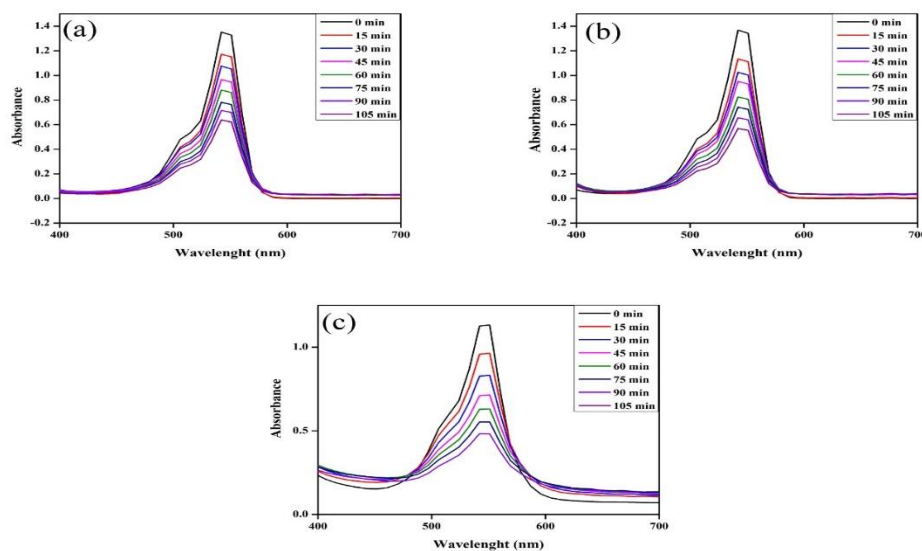 (a)
0 min
15 min
30 min
45 min
60 min
75 min
90 min
105 min
1.4
1.2
1.0
0.8
0.6
0.4
0.2
0.0
-0.2
Absorbance
400
500
600
700
Wavelenght (nm)
(b)
0 min
15 min
30 min
45 min
60 min
75 min
90 min
105 min
1.4
1.2
1.0
0.8
0.6
0.4
0.2
0.0
-0.2
Absorbance
400
500
600
700
Wavelenght (nm)
(c)
0 min
15 min
30 min
45 min
60 min
75 min
90 min
105 min
1.0
0.5
0.0
Absorbance
400
500
600
700
Wavelenght (nm)